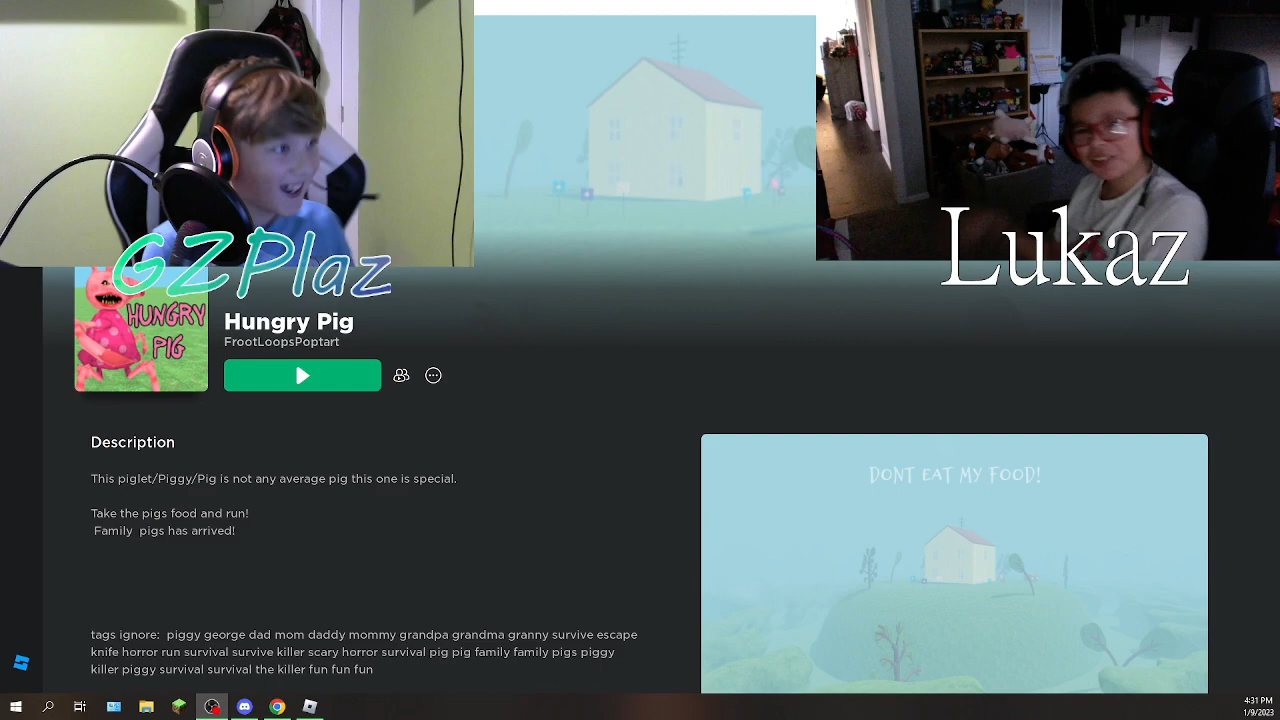 GZPlaz
Lukaz
HUNGRY
PIG
Hungry Pig
FrootLoopsPoptart
Description
This piglet/Piggy/Pig is not any average pig this one is special.
Take the pigs food and run!
Family  pigs has arrived!
DONT EAT MY FOOD!
tags ignore:  piggy george dad mom daddy mommy grandpa grandma granny survive escape
knife horror run survival survive killer scary horror survival pig pig family family pigs piggy
killer piggy survival survival the killer fun fun fun
4:31 PM
1/9/2023